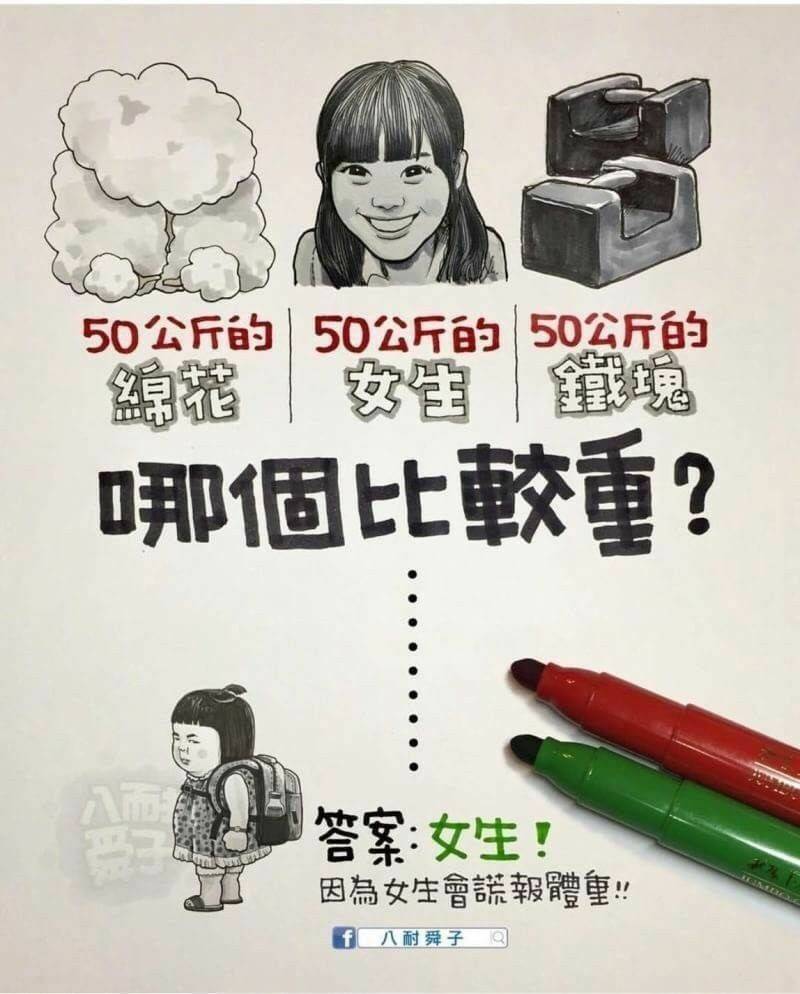 50公斤的 50公斤的 50公斤的
綿花 女生 鐵塊
哪個比較重?
答案:女生!
因為女生會謊報體重!!
f 八耐舜子
八耐舜子